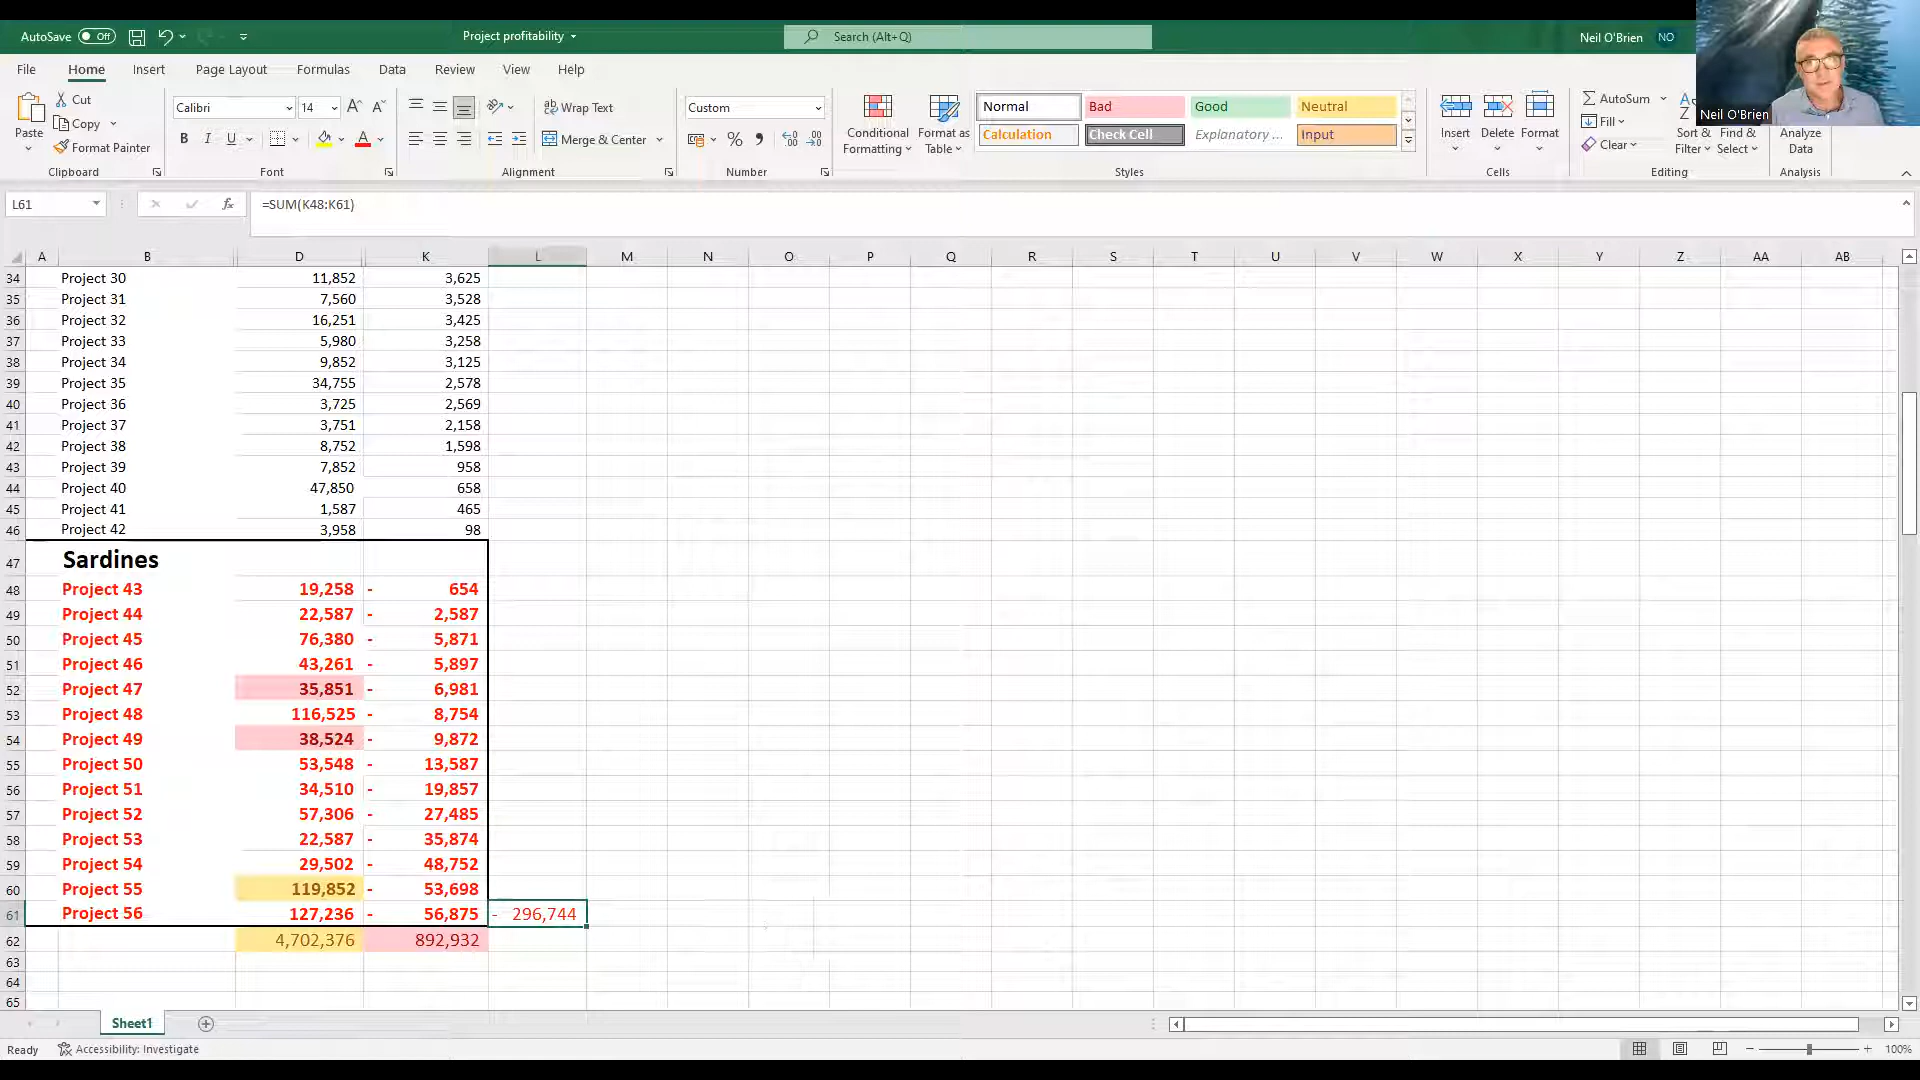 AutoSave Off Project profitability Search (Alt+Q) Neil O'Brien NO
File Home Insert Page Layout Formulas Data Review View Help
Paste Cut Copy Format Painter Clipboard
Calibri 14 B I U A Font
Wrap Text Merge & Center Alignment
Custom % Number
Conditional Formatting Format as Table
Normal Bad Good Neutral
Calculation Check Cell Explanatory ... Input
Styles
Insert Delete Format Cells
AutoSum Fill Clear Sort & Filter Find & Select Editing
Analyze Data Analysis
Neil O'Brien
L61 fx =SUM(K48:K61)
A B D K L M N O P Q R S T U V W X Y Z AA AB
34 Project 30 11,852 3,625
35 Project 31 7,560 3,528
36 Project 32 16,251 3,425
37 Project 33 5,980 3,258
38 Project 34 9,852 3,125
39 Project 35 34,755 2,578
40 Project 36 3,725 2,569
41 Project 37 3,751 2,158
42 Project 38 8,752 1,598
43 Project 39 7,852 958
44 Project 40 47,850 658
45 Project 41 1,587 465
46 Project 42 3,958 98
47 Sardines
48 Project 43 19,258 - 654
49 Project 44 22,587 - 2,587
50 Project 45 76,380 - 5,871
51 Project 46 43,261 - 5,897
52 Project 47 35,851 - 6,981
53 Project 48 116,525 - 8,754
54 Project 49 38,524 - 9,872
55 Project 50 53,548 - 13,587
56 Project 51 34,510 - 19,857
57 Project 52 57,306 - 27,485
58 Project 53 22,587 - 35,874
59 Project 54 29,502 - 48,752
60 Project 55 119,852 - 53,698
61 Project 56 127,236 - 56,875 - 296,744
62 4,702,376 892,932
63
64
65
Sheet1
Ready Accessibility: Investigate 100%